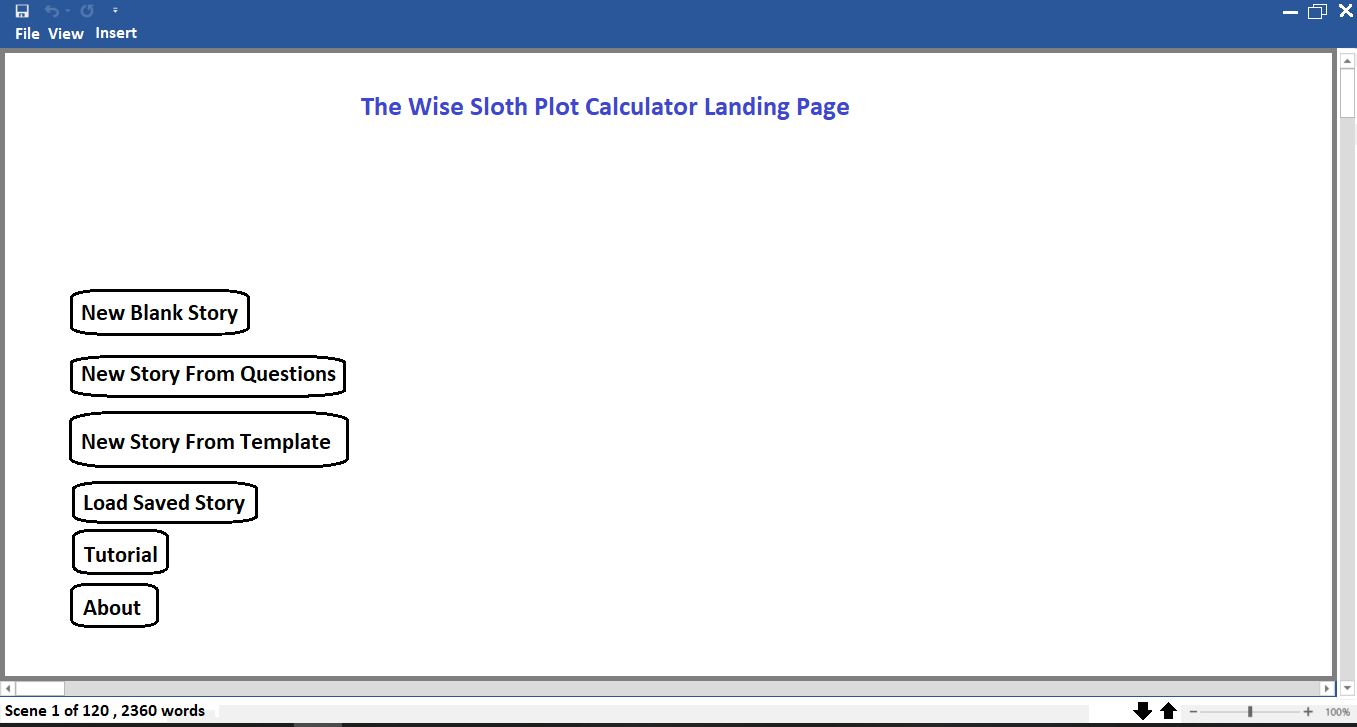 File View Insert
The Wise Sloth Plot Calculator Landing Page
New Blank Story
New Story From Questions
New Story From Template
Load Saved Story
Tutorial
About
Scene 1 of 120 , 2360 words
100%